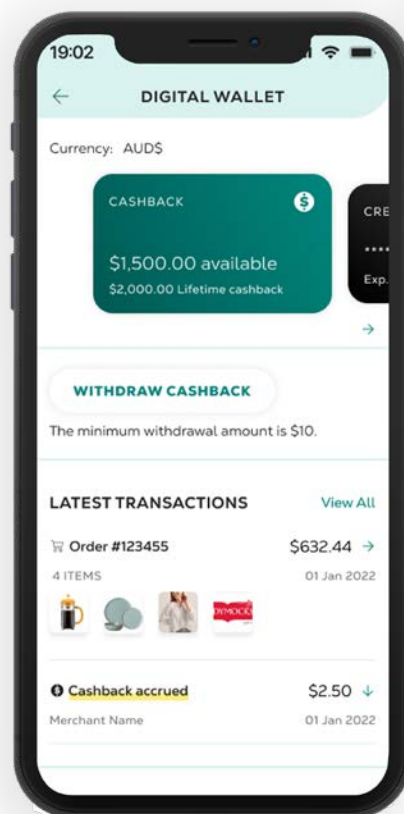 19:02
DIGITAL WALLET
Currency: AUD$
CASHBACK
$
$1,500.00 available
$2,000.00 Lifetime cashback
CRE
****
Exp.
WITHDRAW CASHBACK
The minimum withdrawal amount is $10.
LATEST TRANSACTIONS View All
Order #123455 $632.44
4 ITEMS 01 Jan 2022
DYMOCKS
Cashback accrued $2.50
Merchant Name 01 Jan 2022